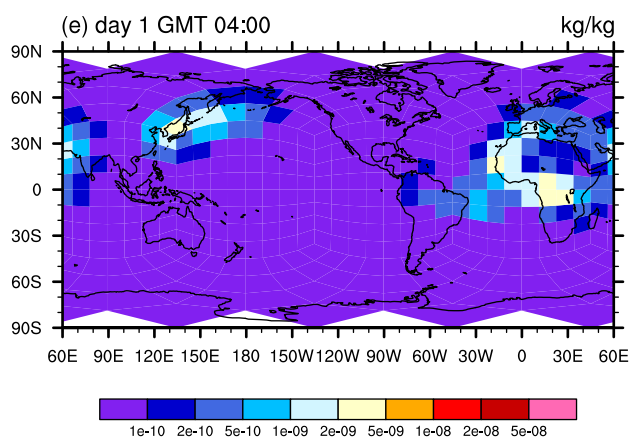 (e) day 1 GMT 04:00 kg/kg
90N
60N
30N
0
30S
60S
90S
60E 90E 120E 150E 180 150W 120W 90W 60W 30W 0 30E 60E
1e-10 2e-10 5e-10 1e-09 2e-09 5e-09 1e-08 2e-08 5e-08